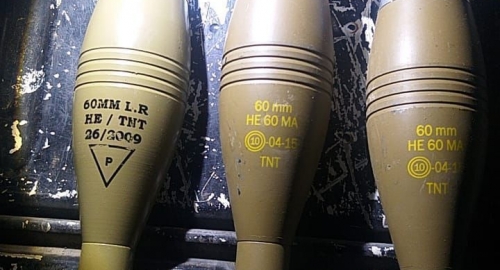 60MM L.R
HE / TNT
26/2009
P
60 mm
HE 60 MA
10-04-15
TNT
60 mm
HE 60 MA
10-04-15
TNT